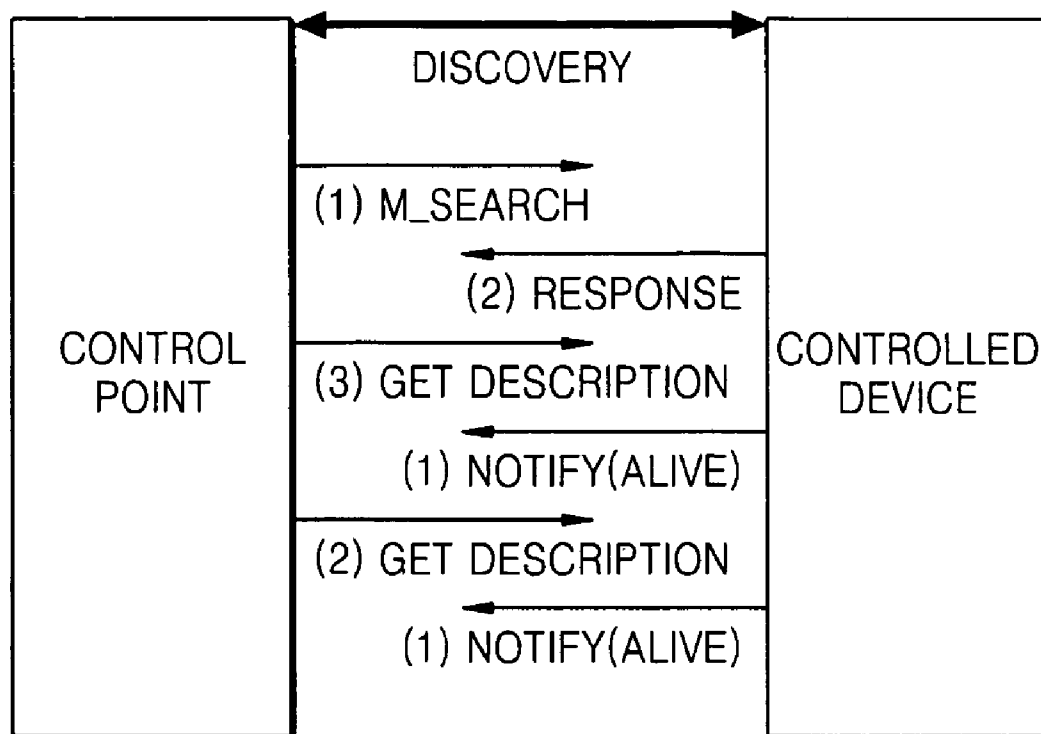 DISCOVERY
(1) M_SEARCH
(2) RESPONSE
CONTROL
POINT
(3) GET DESCRIPTION
CONTROLLED
DEVICE
(1) NOTIFY(ALIVE)
(2) GET DESCRIPTION
(1) NOTIFY(ALIVE)